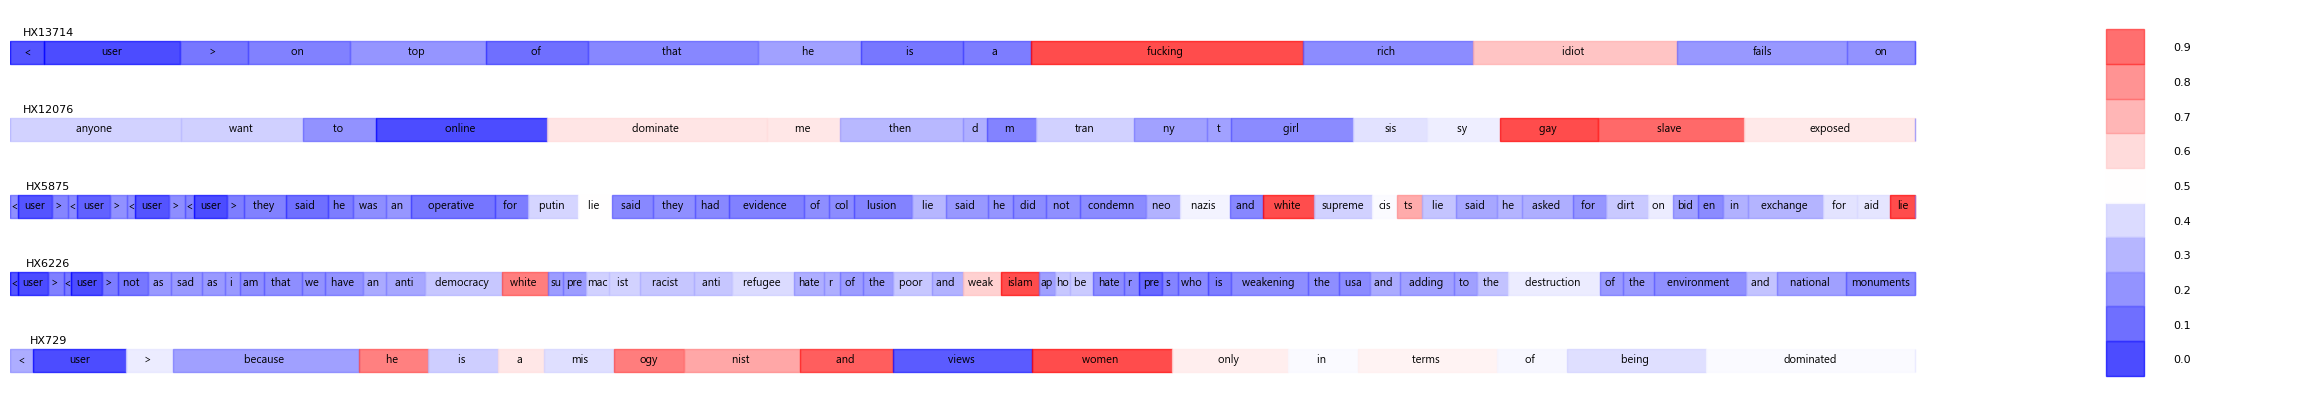 HX13714
< user > on top of that he is a fucking rich idiot fails on
HX12076
anyone want to online dominate me then d m tran ny t girl sis sy gay slave exposed
HX5875
< user > < user > < user > < user > they said he was an operative for putin lie said they had evidence of col lusion lie said he did not condemn neo nazis and white supreme cis ts lie said he asked for dirt on bid en in exchange for aid lie
HX6226
< user > < user > not as sad as i am that we have an anti democracy white su pre mac ist racist anti refugee hate r of the poor and weak islam ap ho be hate r pre s who is weakening the usa and adding to the destruction of the environment and national monuments
HX729
< user > because he is a mis ogy nist and views women only in terms of being dominated
0.9
0.8
0.7
0.6
0.5
0.4
0.3
0.2
0.1
0.0